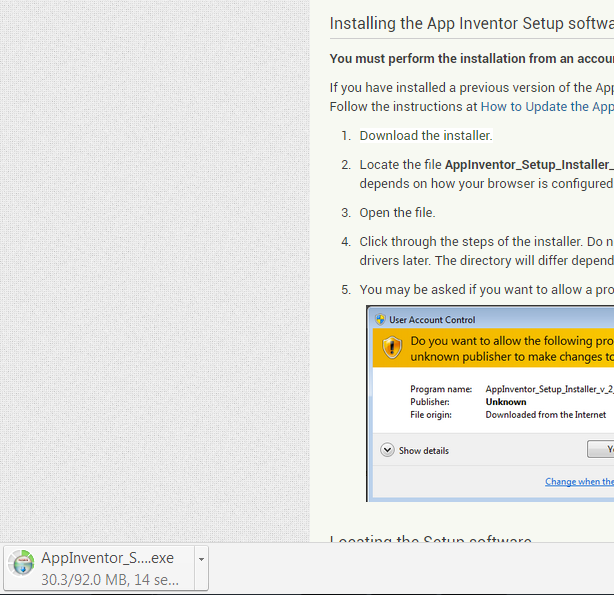 Installing the App Inventor Setup softwa
You must perform the installation from an accou
If you have installed a previous version of the App
Follow the instructions at How to Update the App
1. Download the installer.
2. Locate the file AppInventor_Setup_Installer_
depends on how your browser is configured
3. Open the file.
4. Click through the steps of the installer. Do n
drivers later. The directory will differ depend
5. You may be asked if you want to allow a pro
User Account Control
Do you want to allow the following pro
unknown publisher to make changes to
Program name: AppInventor_Setup_Installer_v_2_
Publisher: Unknown
File origin: Downloaded from the Internet
Show details
Y
Change when the
Locating the Setup software
AppInventor_S....exe
30.3/92.0 MB, 14 se...